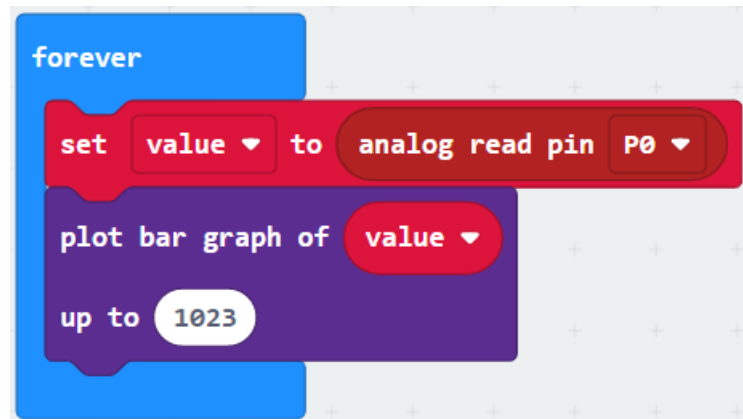 forever
set value to analog read pin P0
plot bar graph of value
up to 1023